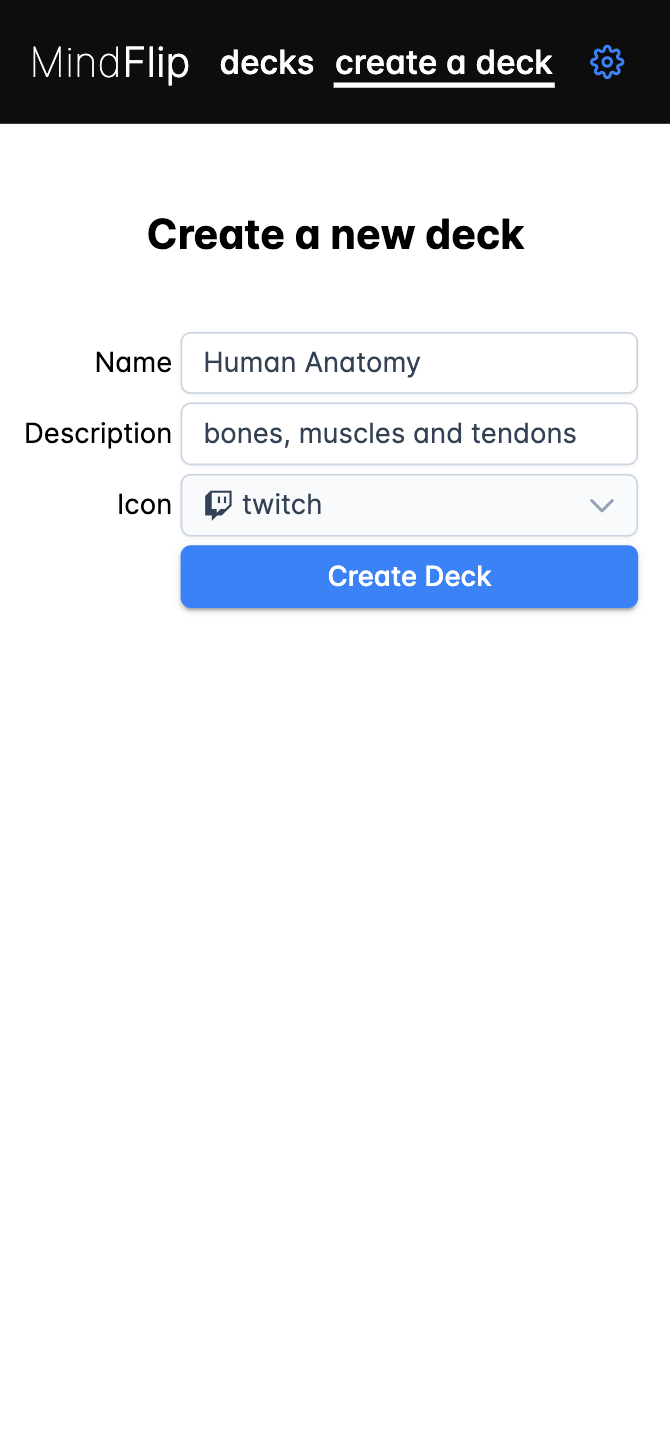 MindFlip decks create a deck
Create a new deck
Name Human Anatomy
Description bones, muscles and tendons
Icon twitch
Create Deck